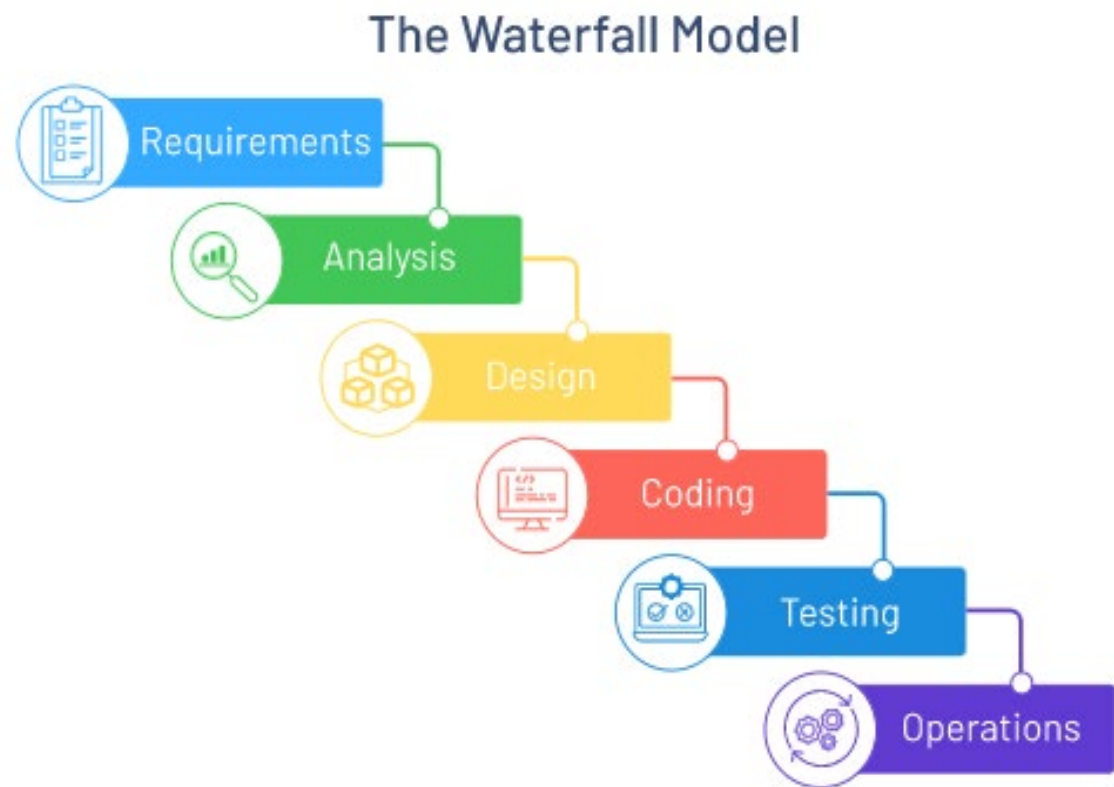 The Waterfall Model
Requirements
Analysis
Design
Coding
Testing
Operations